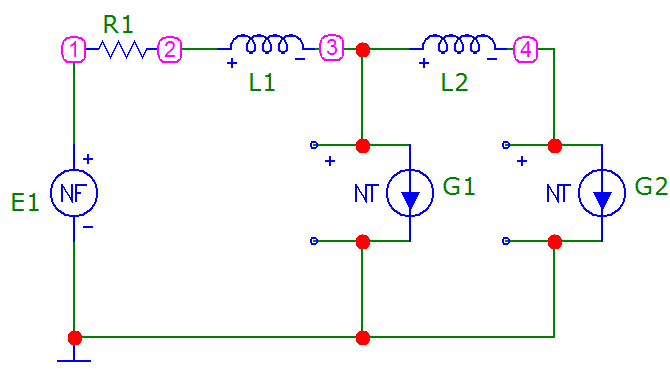 R1
1 2 3 4
+ − + −
L1 L2
+ + +
E1 NF NT G1 NT G2
−